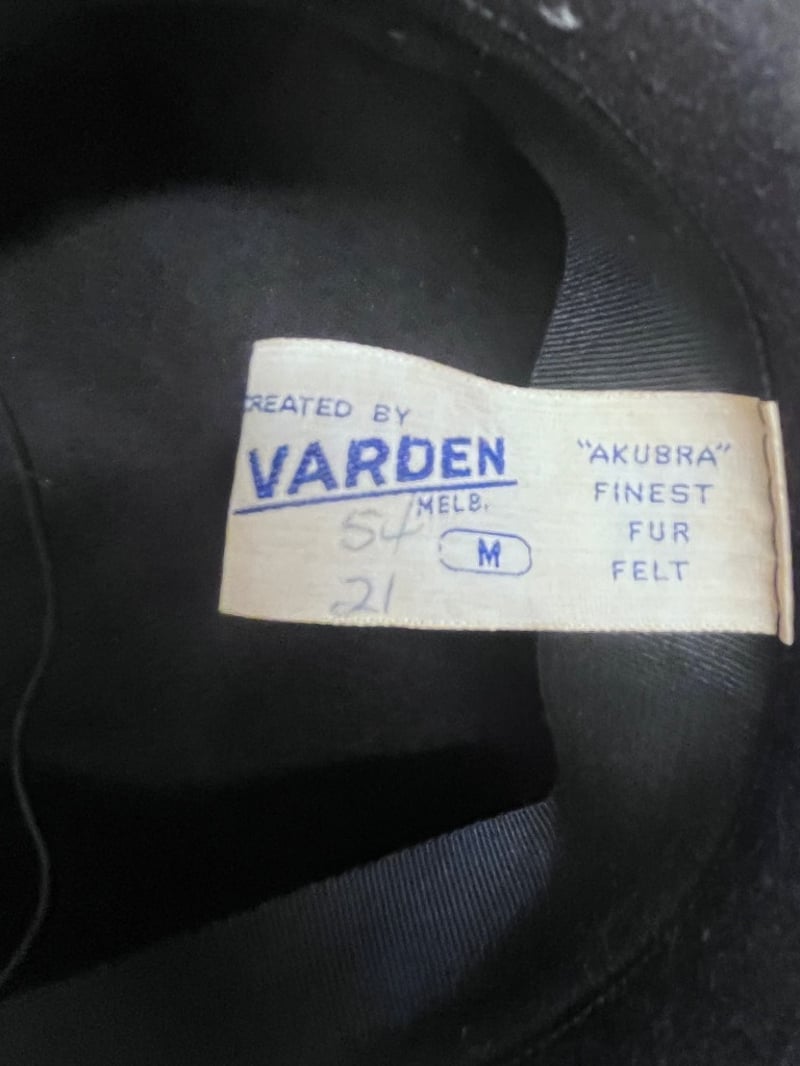 CREATED BY
VARDEN
MELB.
54
M
21
"AKUBRA"
FINEST
FUR
FELT